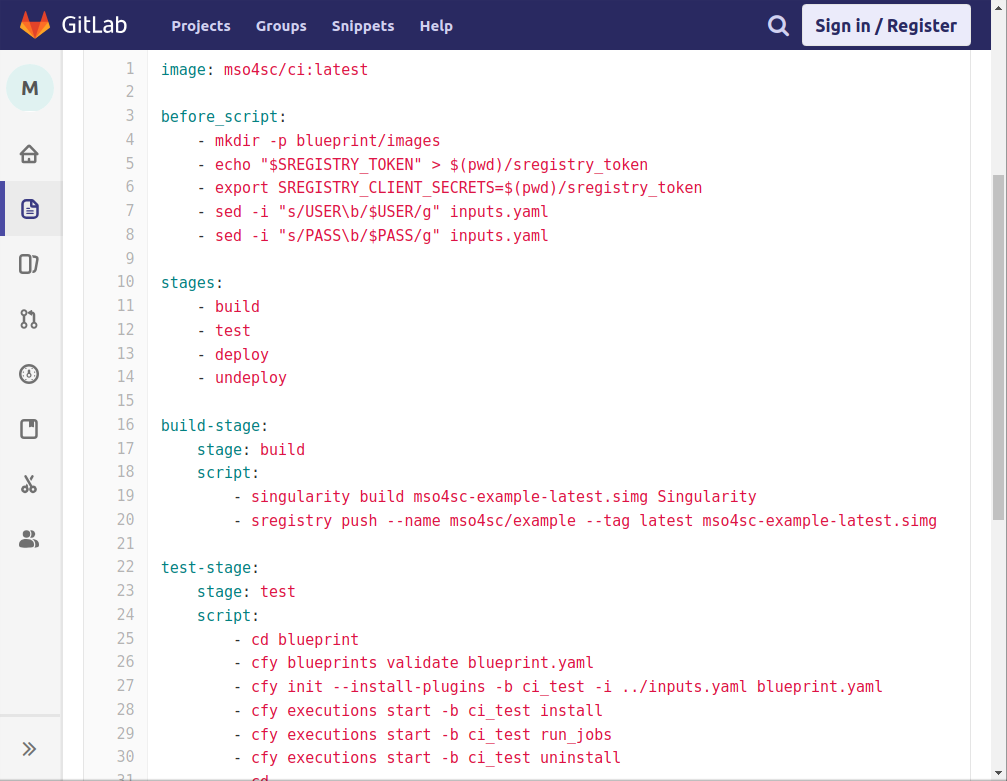 GitLab
Projects Groups Snippets Help
Sign in / Register
M
1 image: mso4sc/ci:latest
2
3 before_script:
4 - mkdir -p blueprint/images
5 - echo "$SREGISTRY_TOKEN" > $(pwd)/sregistry_token
6 - export SREGISTRY_CLIENT_SECRETS=$(pwd)/sregistry_token
7 - sed -i "s/USER\b/$USER/g" inputs.yaml
8 - sed -i "s/PASS\b/$PASS/g" inputs.yaml
9
10 stages:
11 - build
12 - test
13 - deploy
14 - undeploy
15
16 build-stage:
17 stage: build
18 script:
19 - singularity build mso4sc-example-latest.simg Singularity
20 - sregistry push --name mso4sc/example --tag latest mso4sc-example-latest.simg
21
22 test-stage:
23 stage: test
24 script:
25 - cd blueprint
26 - cfy blueprints validate blueprint.yaml
27 - cfy init --install-plugins -b ci_test -i ../inputs.yaml blueprint.yaml
28 - cfy executions start -b ci_test install
29 - cfy executions start -b ci_test run_jobs
30 - cfy executions start -b ci_test uninstall
31 cd